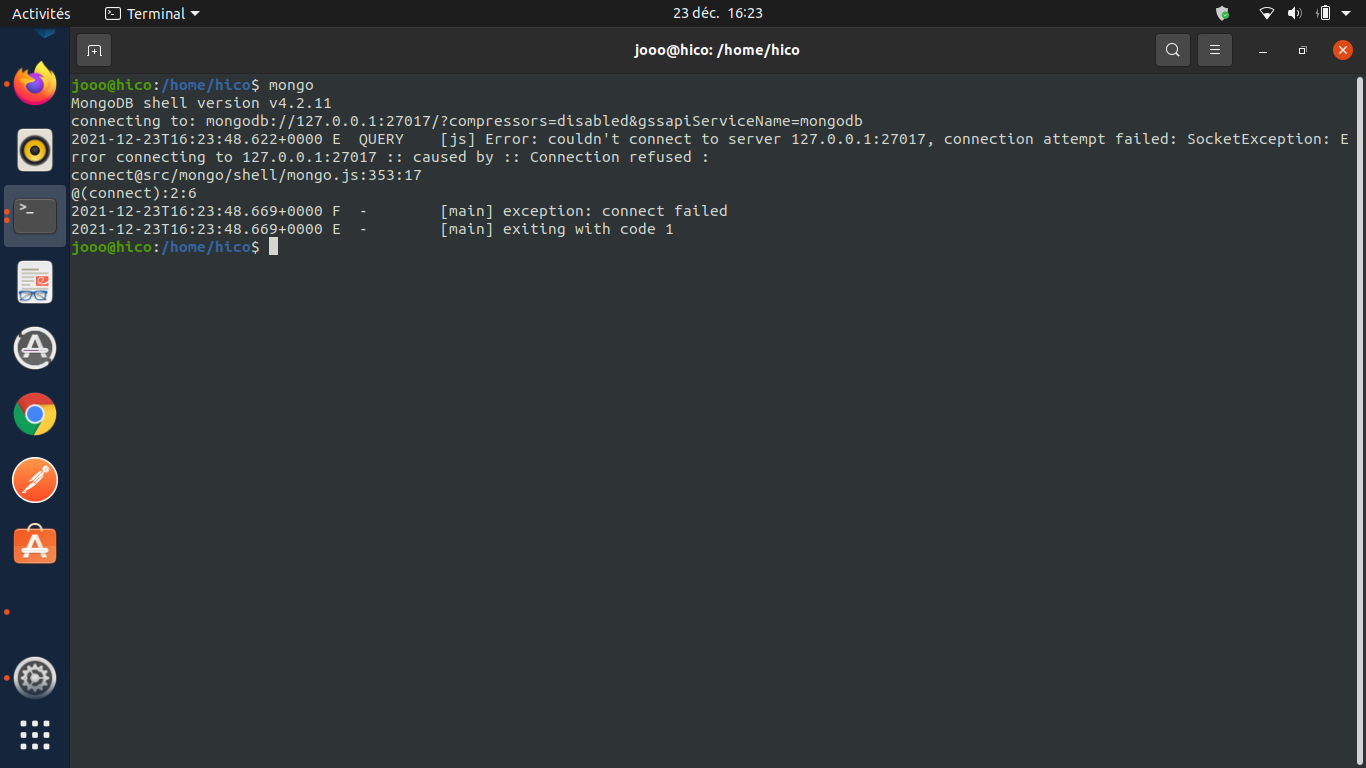 Activités
Terminal
23 déc. 16:23
jooo@hico: /home/hico
jooo@hico:/home/hico$ mongo
MongoDB shell version v4.2.11
connecting to: mongodb://127.0.0.1:27017/?compressors=disabled&gssapiServiceName=mongodb
2021-12-23T16:23:48.622+0000 E  QUERY    [js] Error: couldn't connect to server 127.0.0.1:27017, connection attempt failed: SocketException: E
rror connecting to 127.0.0.1:27017 :: caused by :: Connection refused :
connect@src/mongo/shell/mongo.js:353:17
@(connect):2:6
2021-12-23T16:23:48.669+0000 F  -        [main] exception: connect failed
2021-12-23T16:23:48.669+0000 E  -        [main] exiting with code 1
jooo@hico:/home/hico$